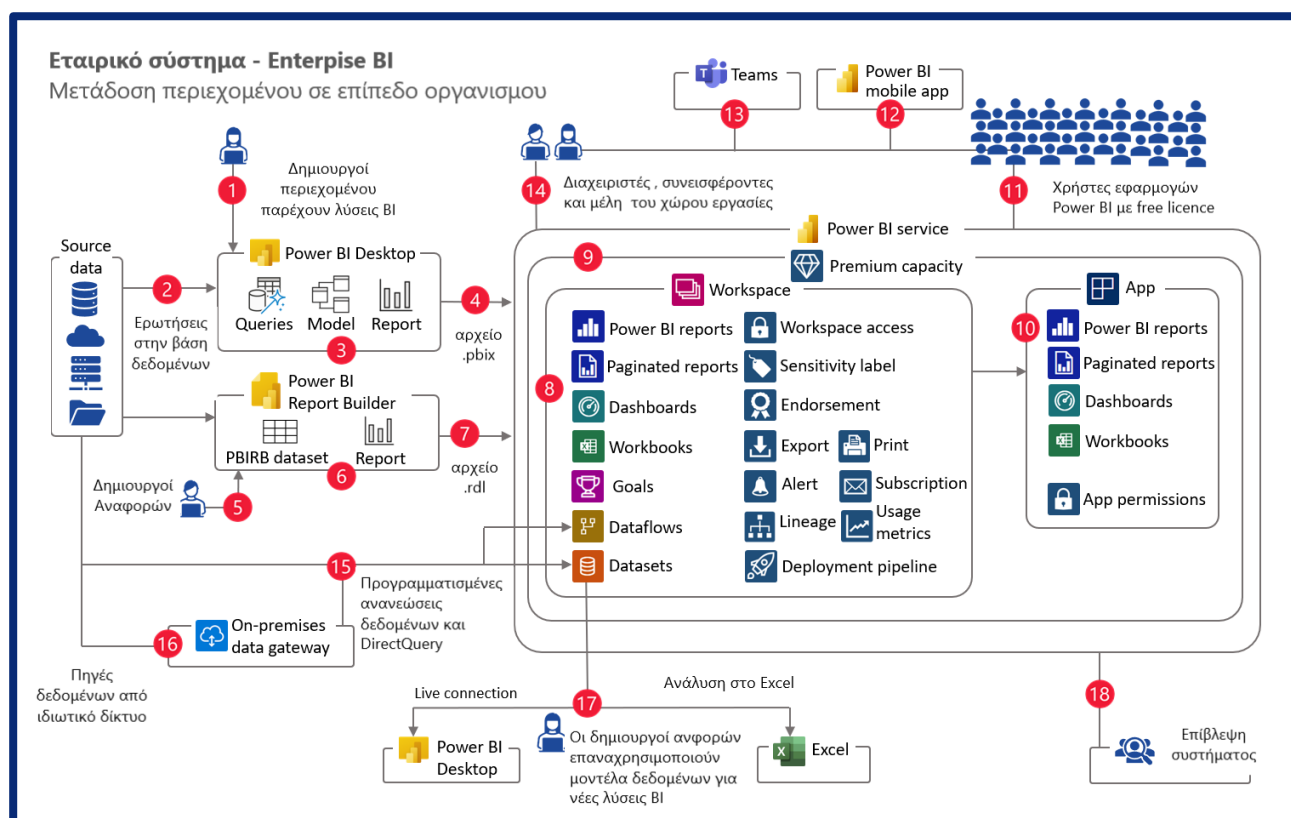 Εταιρικό σύστημα - Enterpise BI
Μετάδοση περιεχομένου σε επίπεδο οργανισμου
Teams
13
Power BI
mobile app
12
1
Δημιουργοί
περιεχομένου
παρέχουν λύσεις BI
14
Διαχειριστές , συνεισφέροντες
και μέλη του χώρου εργασίες
11
Χρήστες εφαρμογών
Power BI με free licence
Source
data
2
Ερωτήσεις
στην βάση
δεδομένων
Power BI Desktop
Queries
Model
Report
3
4
αρχείο
.pbix
Power BI
Report Builder
PBIRB dataset
Report
6
7
αρχείο
.rdl
Δημιουργοί
Αναφορών
5
Power BI service
9
Premium capacity
Workspace
8
Power BI reports
Paginated reports
Dashboards
Workbooks
Goals
Dataflows
Datasets
Workspace access
Sensitivity label
Endorsement
Export
Print
Alert
Subscription
Lineage
Usage
metrics
Deployment pipeline
App
10
Power BI reports
Paginated reports
Dashboards
Workbooks
App permissions
15
Προγραμματισμένες
ανανεώσεις
δεδομένων και
DirectQuery
16
On-premises
data gateway
Πηγές
δεδομένων από
ιδιωτικό δίκτυο
Live connection
17
Ανάλυση στο Excel
Power BI
Desktop
Οι δημιουργοί ανφορών
επαναχρησιμοποιούν
μοντέλα δεδομένων για
νέες λύσεις BI
Excel
18
Επίβλεψη
συστήματος